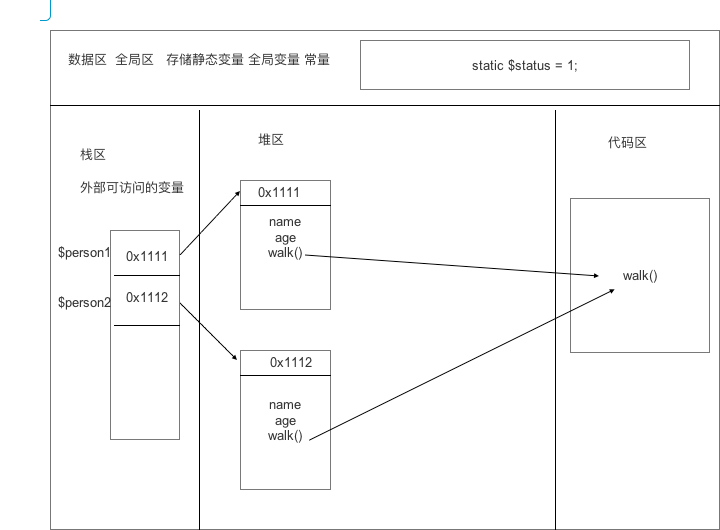 数据区 全局区 存储静态变量 全局变量 常量
static $status = 1;
栈区
外部可访问的变量
堆区
代码区
$person1
0x1111
$person2
0x1112
0x1111
name
age
walk()
0x1112
name
age
walk()
walk()